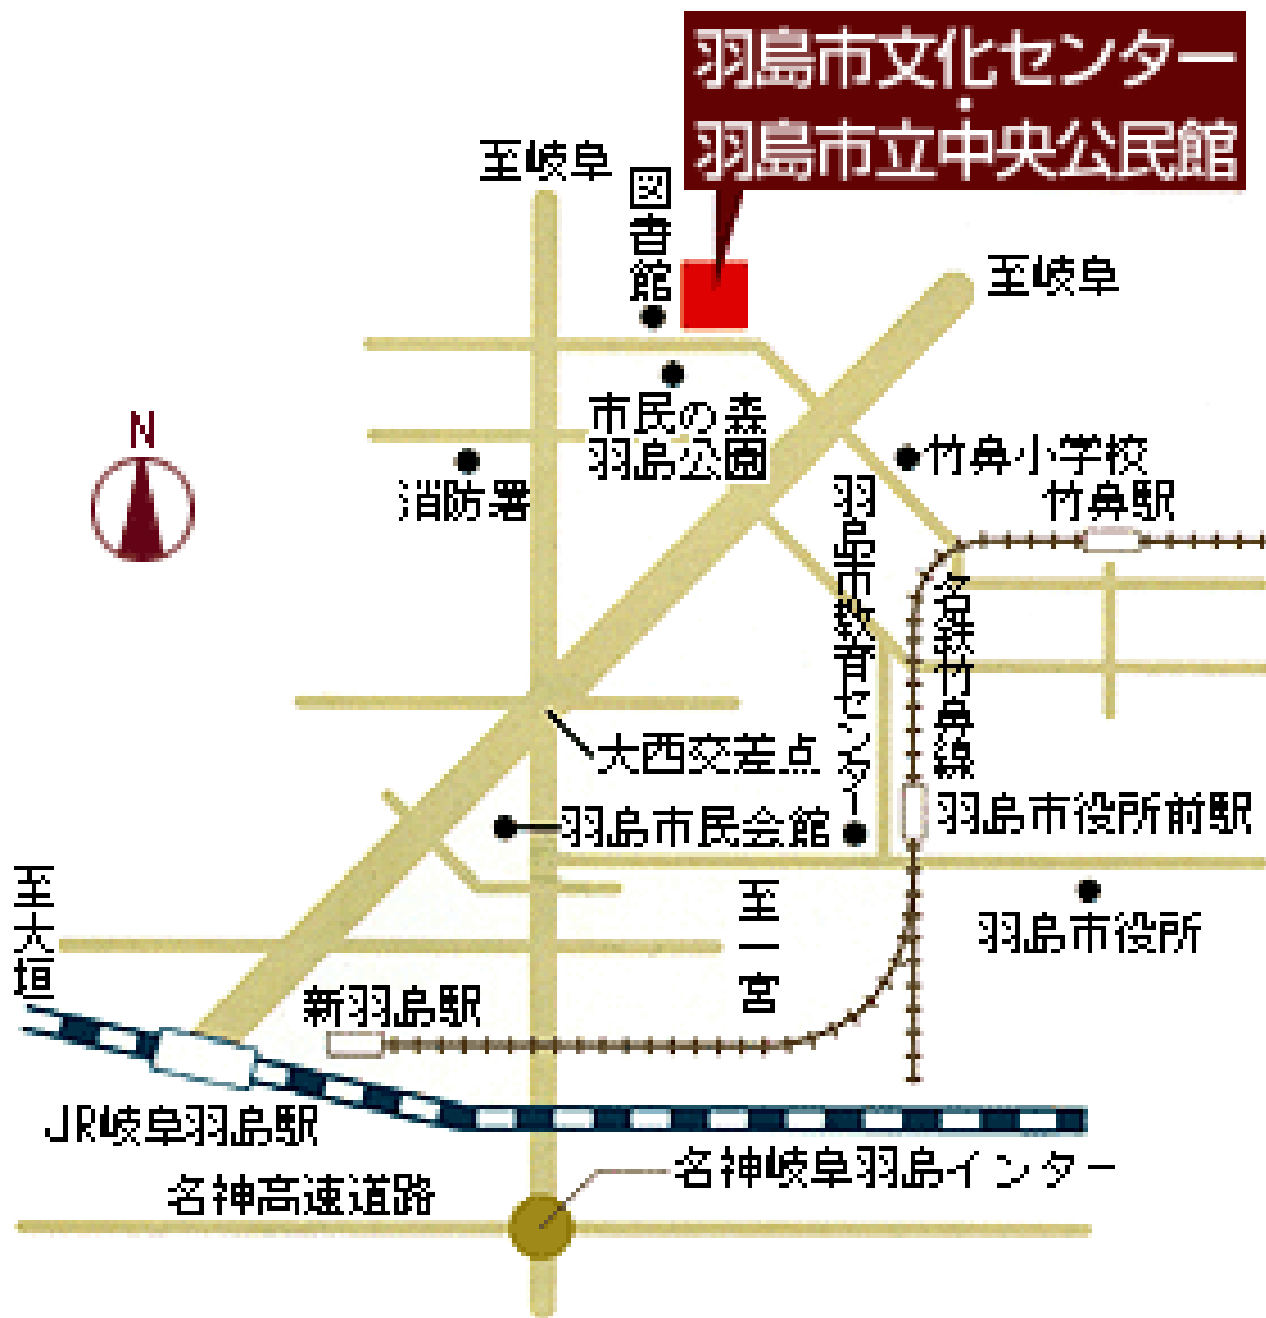 羽島市文化センター
・
羽島市立中央公民館
至岐阜
図書館
至岐阜
市民の森
羽島公園
N
消防署
竹鼻小学校
竹鼻駅
羽島市教育センター
名鉄竹鼻線
大西交差点
羽島市民会館
羽島市役所前駅
至大垣
至一宮
羽島市役所
新羽島駅
JR岐阜羽島駅
名神岐阜羽島インター
名神高速道路